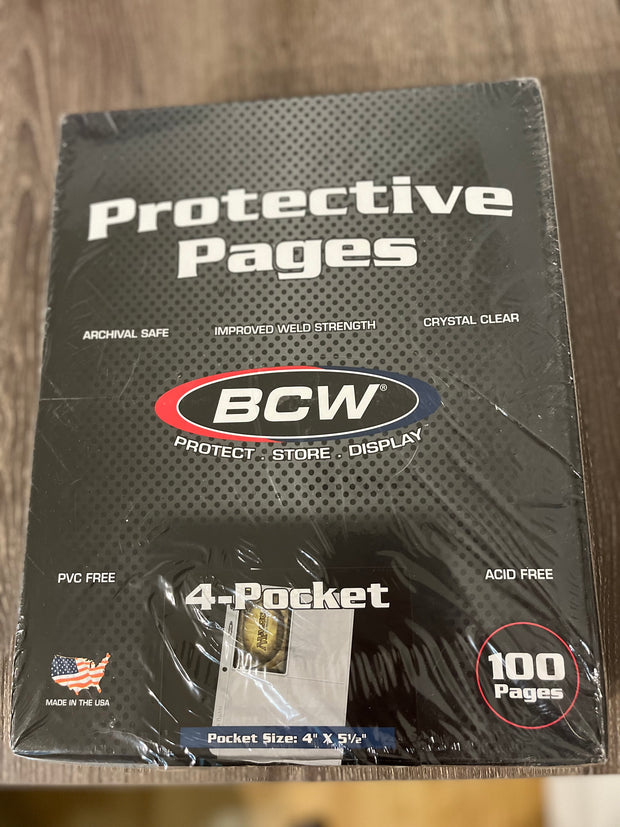 Protective
Pages
ARCHIVAL SAFE
IMPROVED WELD STRENGTH
CRYSTAL CLEAR
BCW®
PROTECT . STORE . DISPLAY™
PVC FREE
ACID FREE
4-Pocket
100
Pages
MADE IN THE USA
Pocket Size: 4" X 5½"